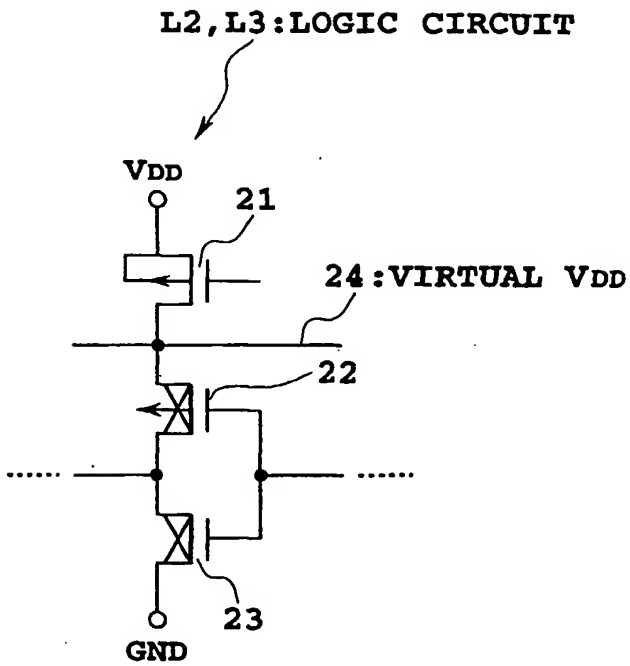 L2,L3:LOGIC CIRCUIT
VDD
21
24:VIRTUAL VDD
22
23
GND